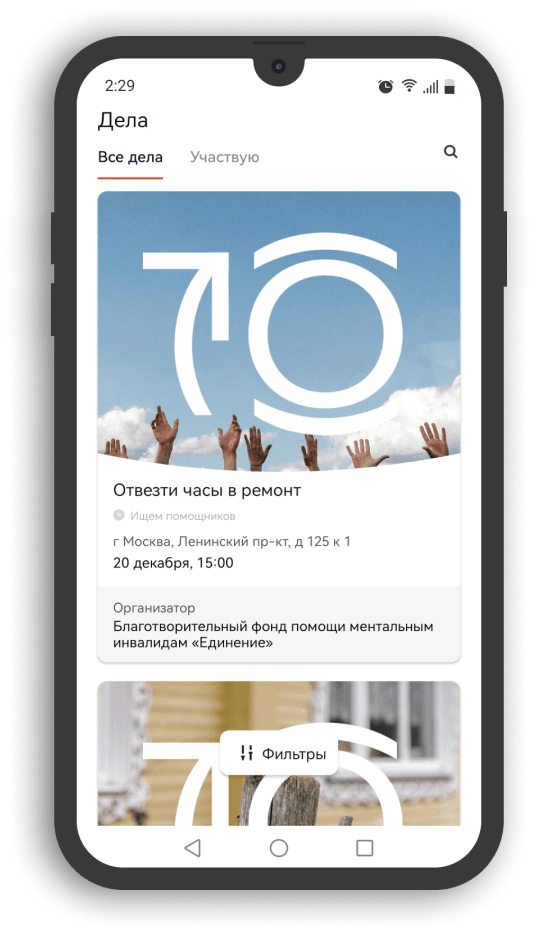 2:29
Дела
Все дела
Участвую
Отвезти часы в ремонт
Ищем помощников
г Москва, Ленинский пр-кт, д 125 к 1
20 декабря, 15:00
Организатор
Благотворительный фонд помощи ментальным
инвалидам «Единение»
Фильтры